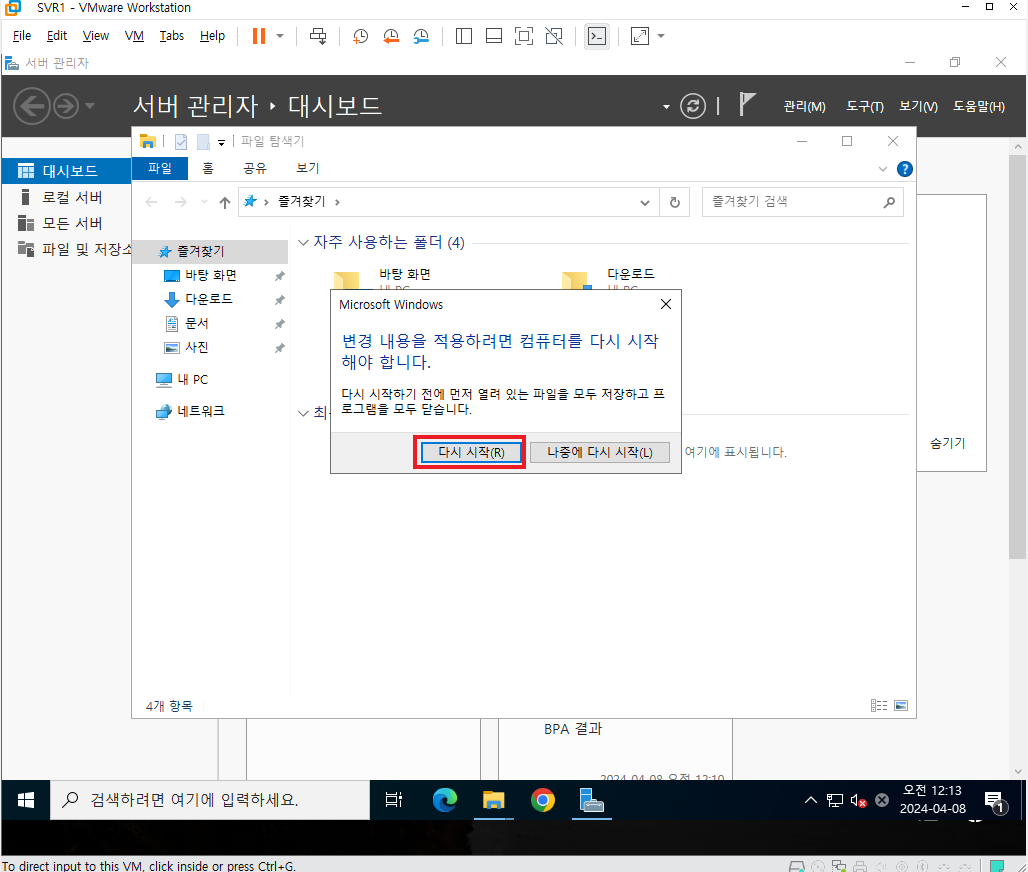 SVR1 - VMware Workstation
File Edit View VM Tabs Help
서버 관리자
서버 관리자 ‣ 대시보드
관리(M) 도구(T) 보기(V) 도움말(H)
파일 탐색기
파일 홈 공유 보기
즐겨찾기
즐겨찾기 검색
대시보드
로컬 서버
모든 서버
파일 및 저장소
즐겨찾기
바탕 화면
다운로드
문서
사진
내 PC
네트워크
자주 사용하는 폴더 (4)
바탕 화면
내 PC
다운로드
내 PC
Microsoft Windows
변경 내용을 적용하려면 컴퓨터를 다시 시작
해야 합니다.
다시 시작하기 전에 먼저 열려 있는 파일을 모두 저장하고 프
로그램을 모두 닫습니다.
다시 시작(R) 나중에 다시 시작(L)
최
여기에 표시됩니다.
숨기기
4개 항목
BPA 결과
2024-04-08 오전 12:10
검색하려면 여기에 입력하세요.
오전 12:13
2024-04-08
1
To direct input to this VM, click inside or press Ctrl+G.